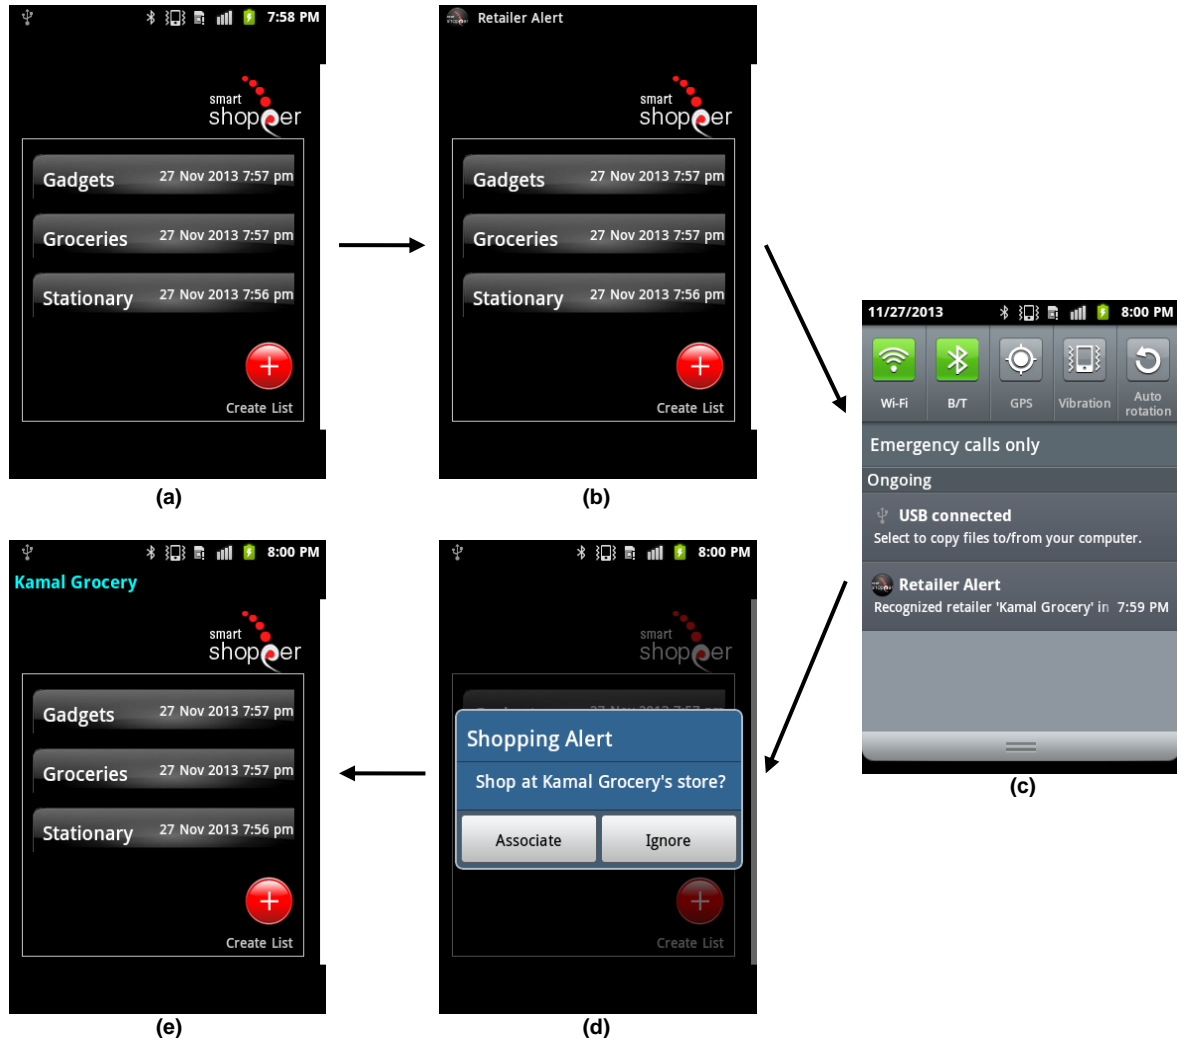 7:58 PM
smart
shopper
Gadgets 27 Nov 2013 7:57 pm
Groceries 27 Nov 2013 7:57 pm
Stationary 27 Nov 2013 7:56 pm
Create List
(a)
Retailer Alert
smart
shopper
Gadgets 27 Nov 2013 7:57 pm
Groceries 27 Nov 2013 7:57 pm
Stationary 27 Nov 2013 7:56 pm
Create List
(b)
11/27/2013 8:00 PM
Wi-Fi B/T GPS Vibration Auto
rotation
Emergency calls only
Ongoing
USB connected
Select to copy files to/from your computer.
Retailer Alert
Recognized retailer 'Kamal Grocery' in 7:59 PM
(c)
8:00 PM
smart
shopper
27 Nov 2013 7:57 pm
Shopping Alert
Shop at Kamal Grocery's store?
Associate Ignore
Create List
(d)
8:00 PM
Kamal Grocery
smart
shopper
Gadgets 27 Nov 2013 7:57 pm
Groceries 27 Nov 2013 7:57 pm
Stationary 27 Nov 2013 7:56 pm
Create List
(e)